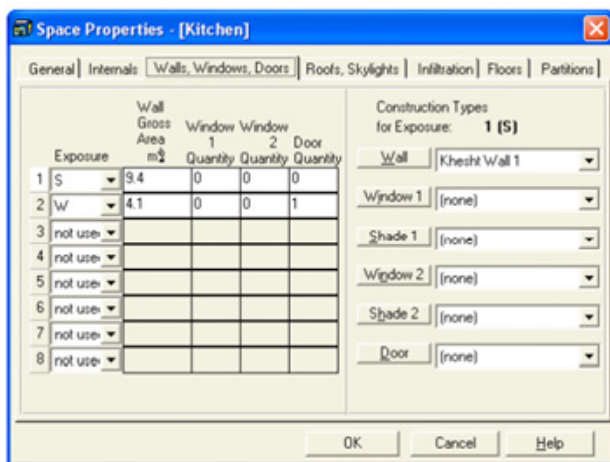 Space Properties - [Kitchen]
General Internals Walls, Windows, Doors Roofs, Skylights Infiltration Floors Partitions
Wall
Gross
Area
m²
Window 1 Quantity
Window 2 Quantity
Door Quantity
Exposure
1 S 9.4 0 0 0
2 W 4.1 0 0 1
3 not use
4 not use
5 not use
6 not use
7 not use
8 not use
Construction Types
for Exposure: 1 (S)
Wall Khesht Wall 1
Window 1 (none)
Shade 1 (none)
Window 2 (none)
Shade 2 (none)
Door (none)
OK Cancel Help